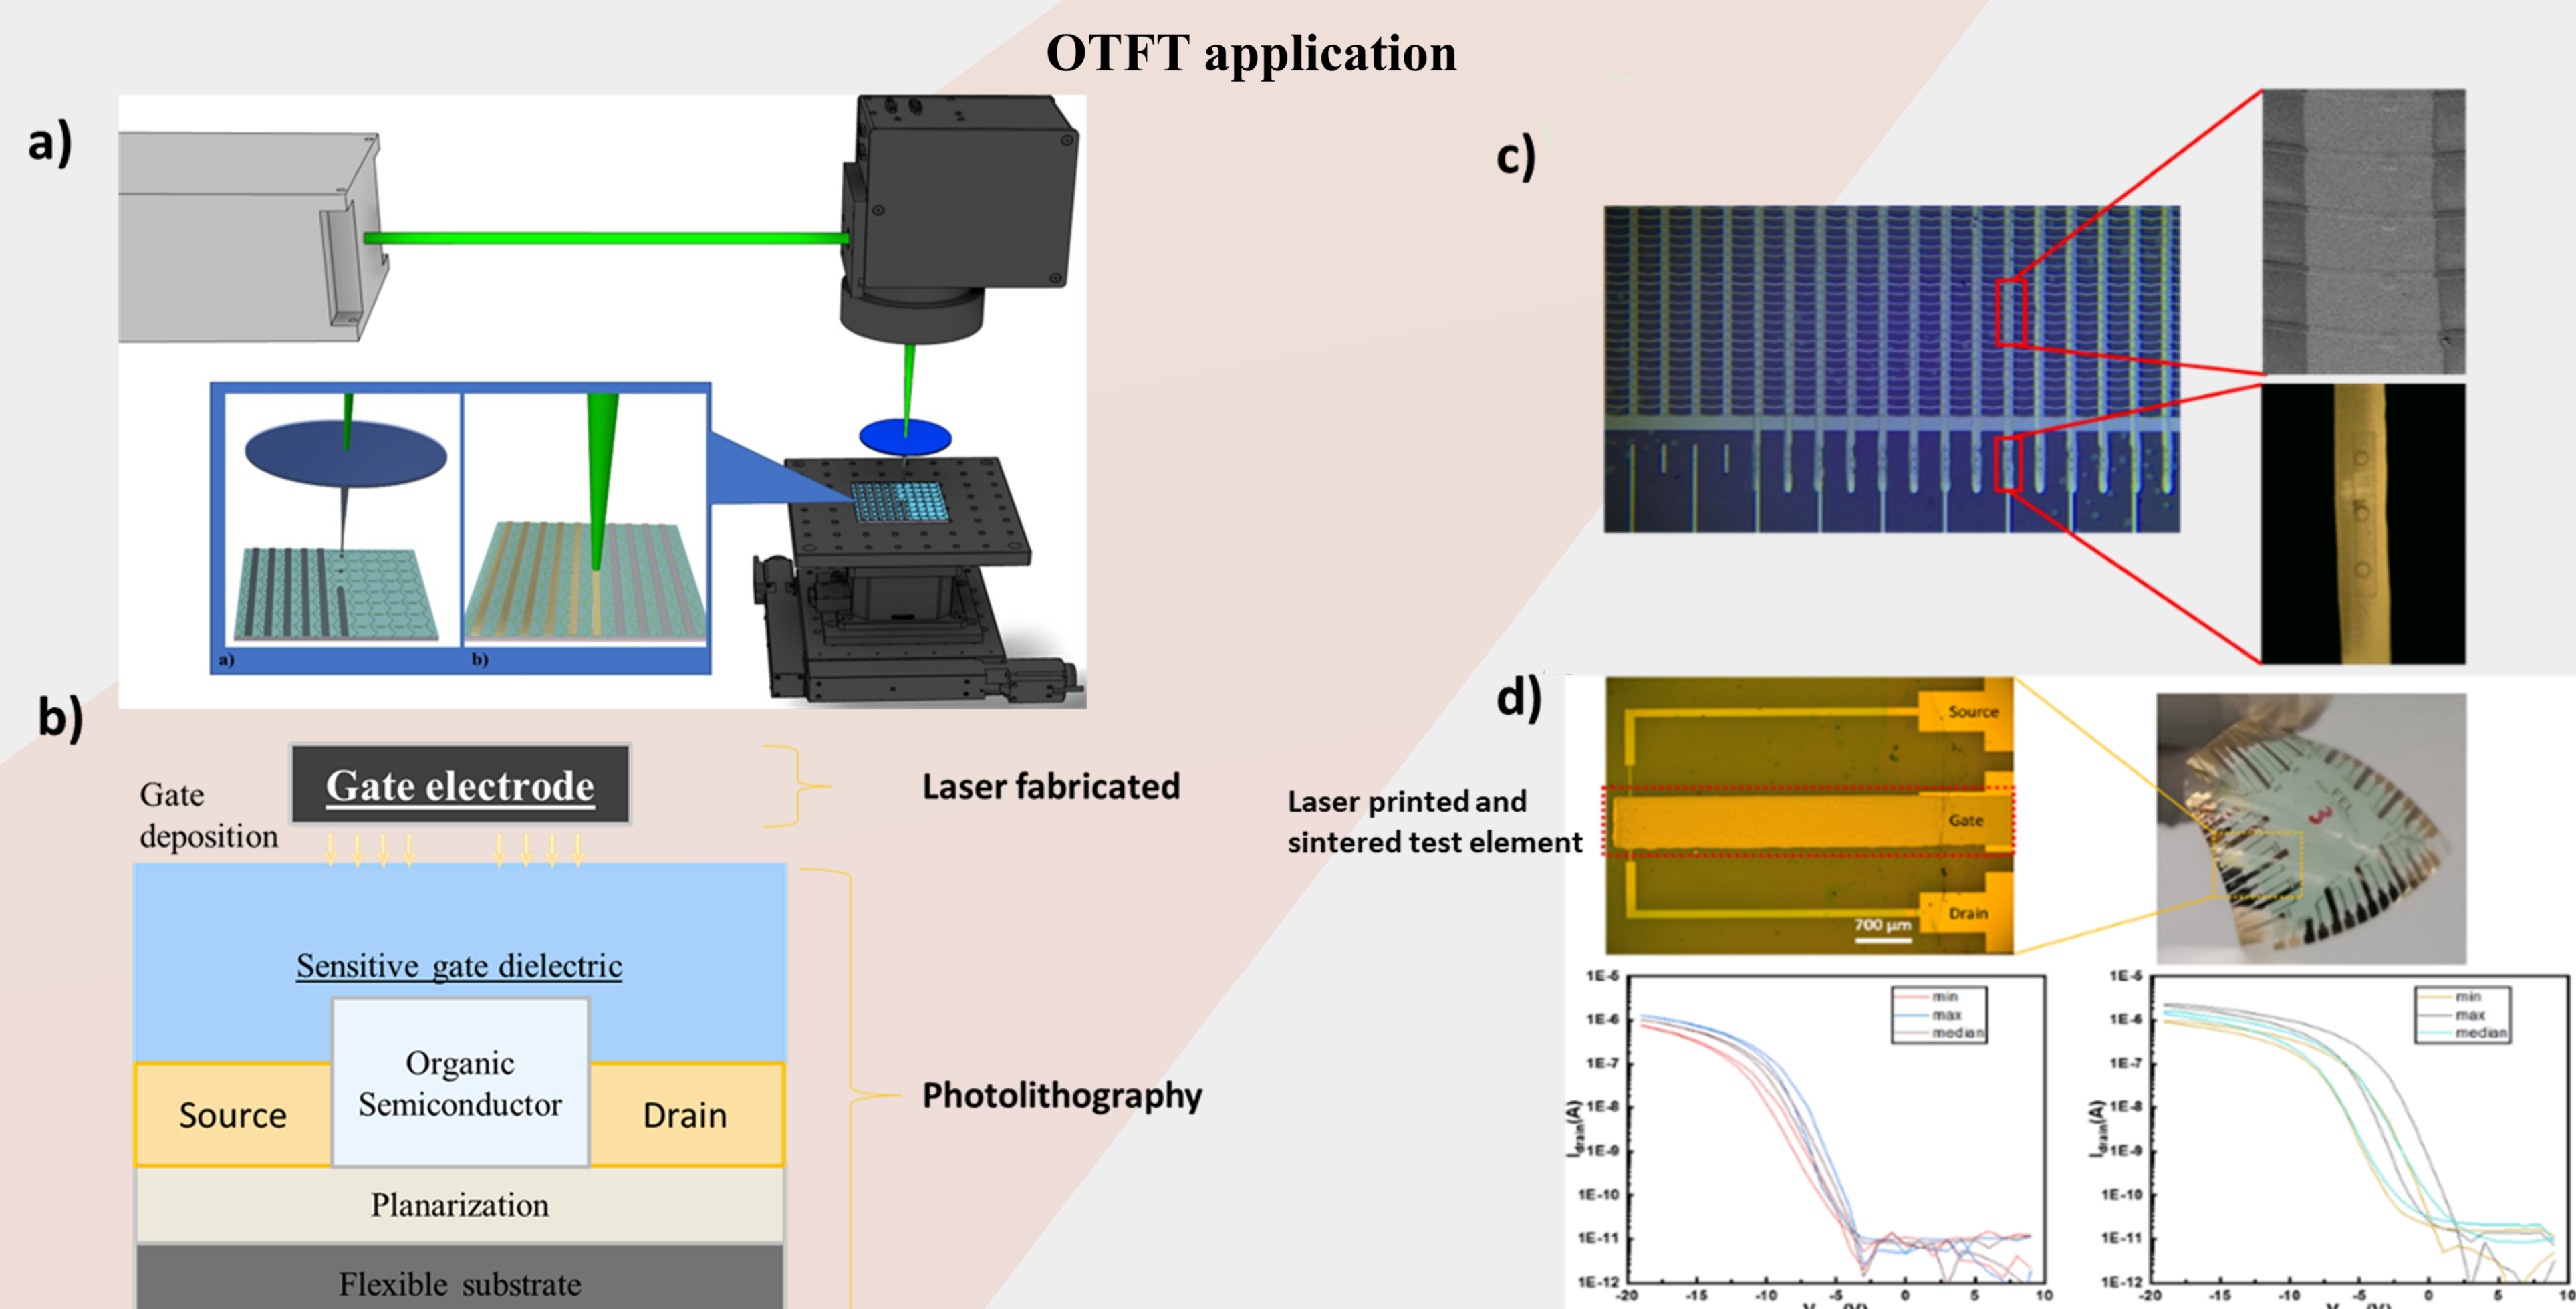 OTFT application
a)
a)
b)
b)
Gate
deposition
Gate electrode
Laser fabricated
Sensitive gate dielectric
Organic
Semiconductor
Source
Drain
Photolithography
Planarization
Flexible substrate
c)
d)
Laser printed and
sintered test element
Source
Gate
Drain
700 µm
3
1E-5
1E-6
1E-7
1E-8
1E-9
1E-10
1E-11
1E-12
Idrain(A)
min
max
median
-20
-15
-10
-5
0
5
10
1E-5
1E-6
1E-7
1E-8
1E-9
1E-10
1E-11
1E-12
Idrain(A)
min
max
median
-20
-15
-10
-5
0
5
10